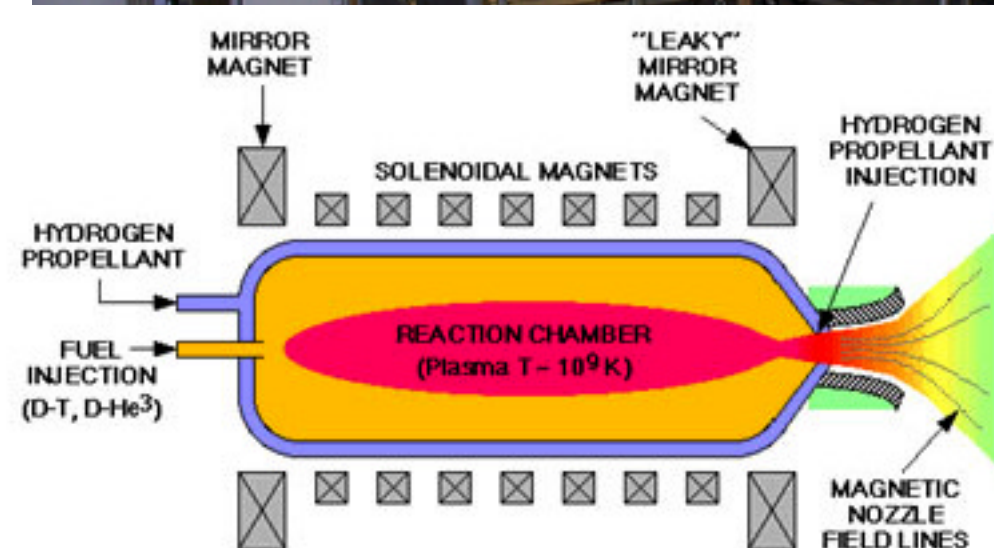 MIRROR
MAGNET
"LEAKY"
MIRROR
MAGNET
HYDROGEN
PROPELLANT
INJECTION
SOLENOIDAL MAGNETS
HYDROGEN
PROPELLANT
REACTION CHAMBER
(Plasma T~10⁹ K)
FUEL
INJECTION
(D-T, D-He³)
MAGNETIC
NOZZLE
FIELD LINES